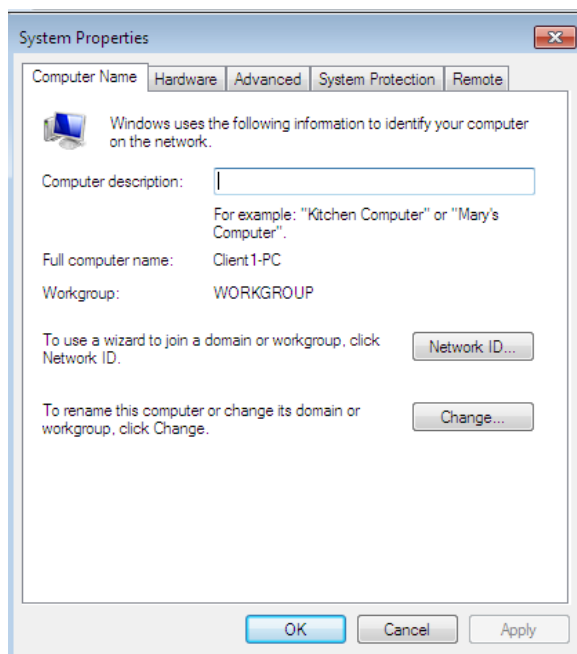 System Properties
Computer Name Hardware Advanced System Protection Remote
Windows uses the following information to identify your computer
on the network.
Computer description:
For example: "Kitchen Computer" or "Mary's
Computer".
Full computer name: Client1-PC
Workgroup: WORKGROUP
To use a wizard to join a domain or workgroup, click
Network ID.
Network ID...
To rename this computer or change its domain or
workgroup, click Change.
Change...
OK Cancel Apply